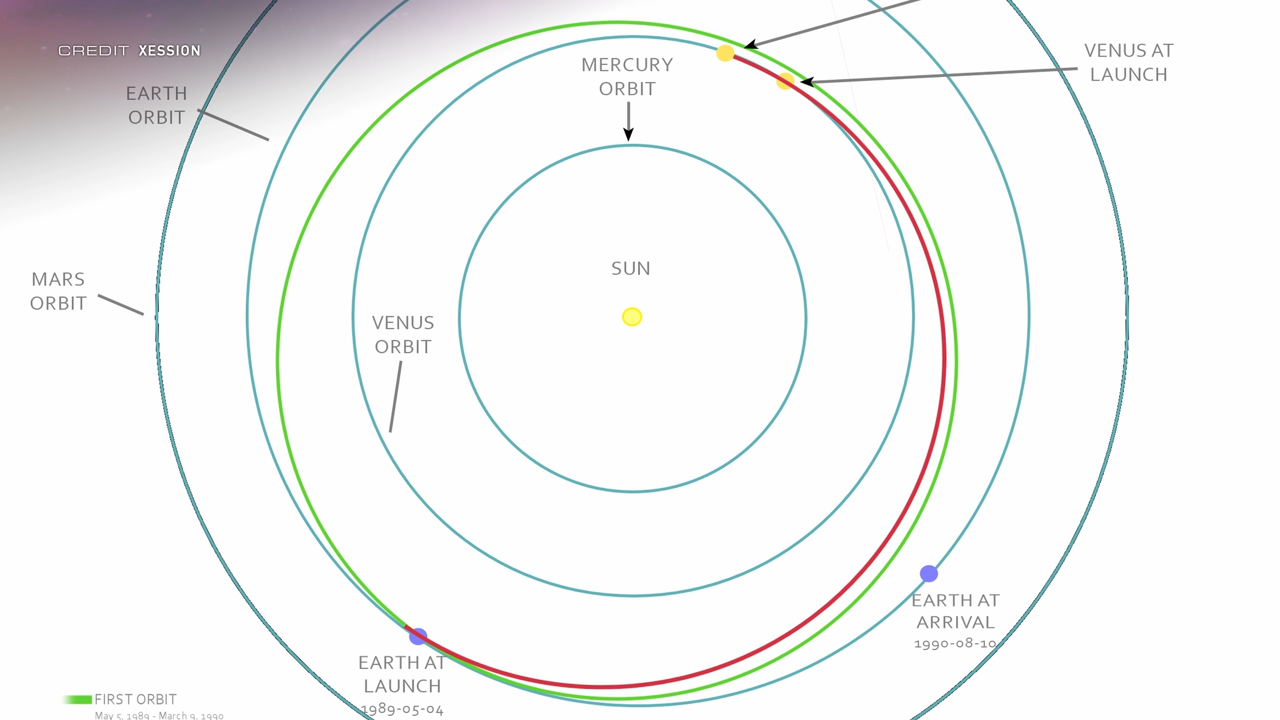 CREDIT XESSION
VENUS AT
LAUNCH
MERCURY
ORBIT
EARTH
ORBIT
SUN
MARS
ORBIT
VENUS
ORBIT
EARTH AT
ARRIVAL
1990-08-10
EARTH AT
LAUNCH
1989-05-04
FIRST ORBIT
May 5, 1989 - March 9, 1990